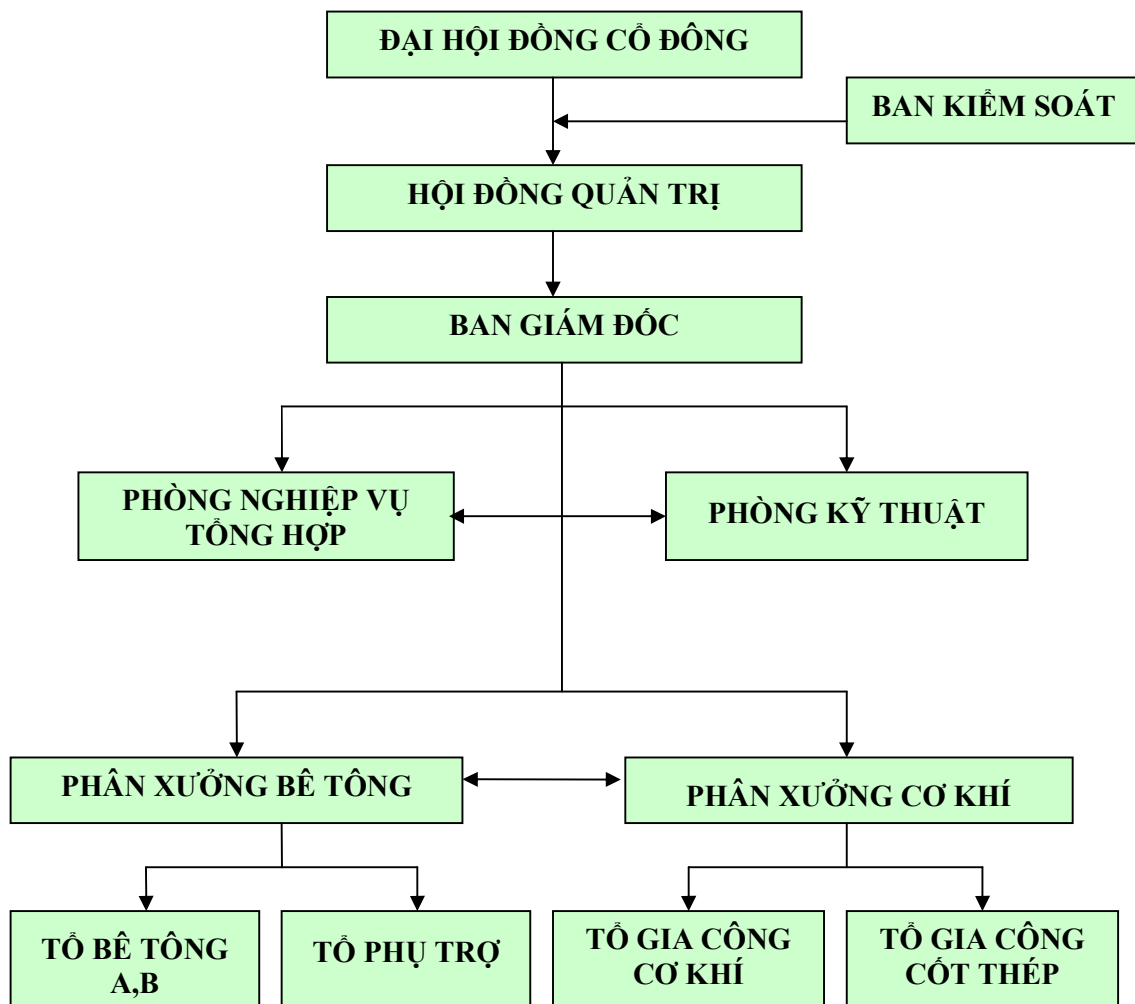 ĐẠI HỘI ĐỒNG CỔ ĐÔNG
BAN KIỂM SOÁT
HỘI ĐỒNG QUẢN TRỊ
BAN GIÁM ĐỐC
PHÒNG NGHIỆP VỤ
TỔNG HỢP
PHÒNG KỸ THUẬT
PHÂN XƯỞNG BÊ TÔNG
PHÂN XƯỞNG CƠ KHÍ
TỔ BÊ TÔNG
A,B
TỔ PHỤ TRỢ
TỔ GIA CÔNG
CƠ KHÍ
TỔ GIA CÔNG
CỐT THÉP